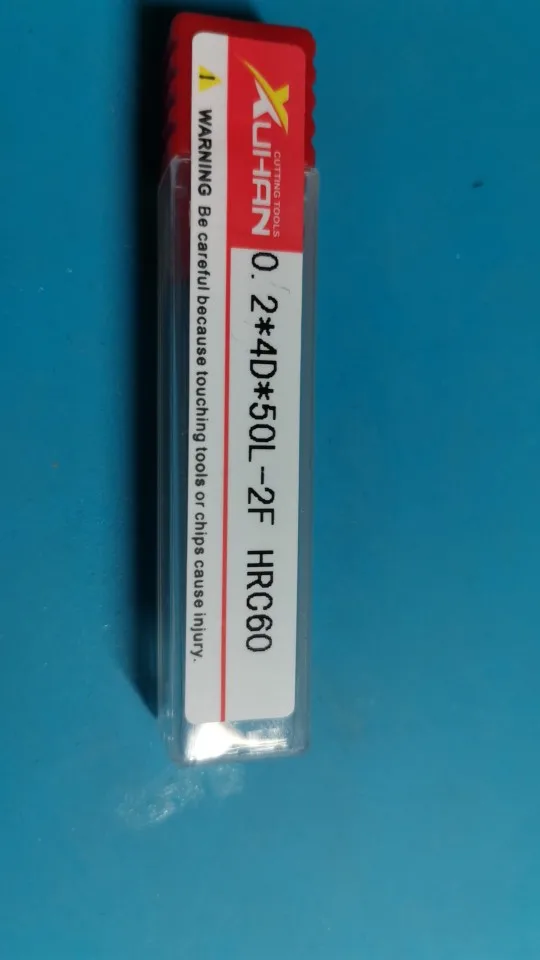 XUHAN
CUTTING TOOLS
0.2*4D*50L-2F HRC60
WARNING Be careful because touching tools or chips cause injury.